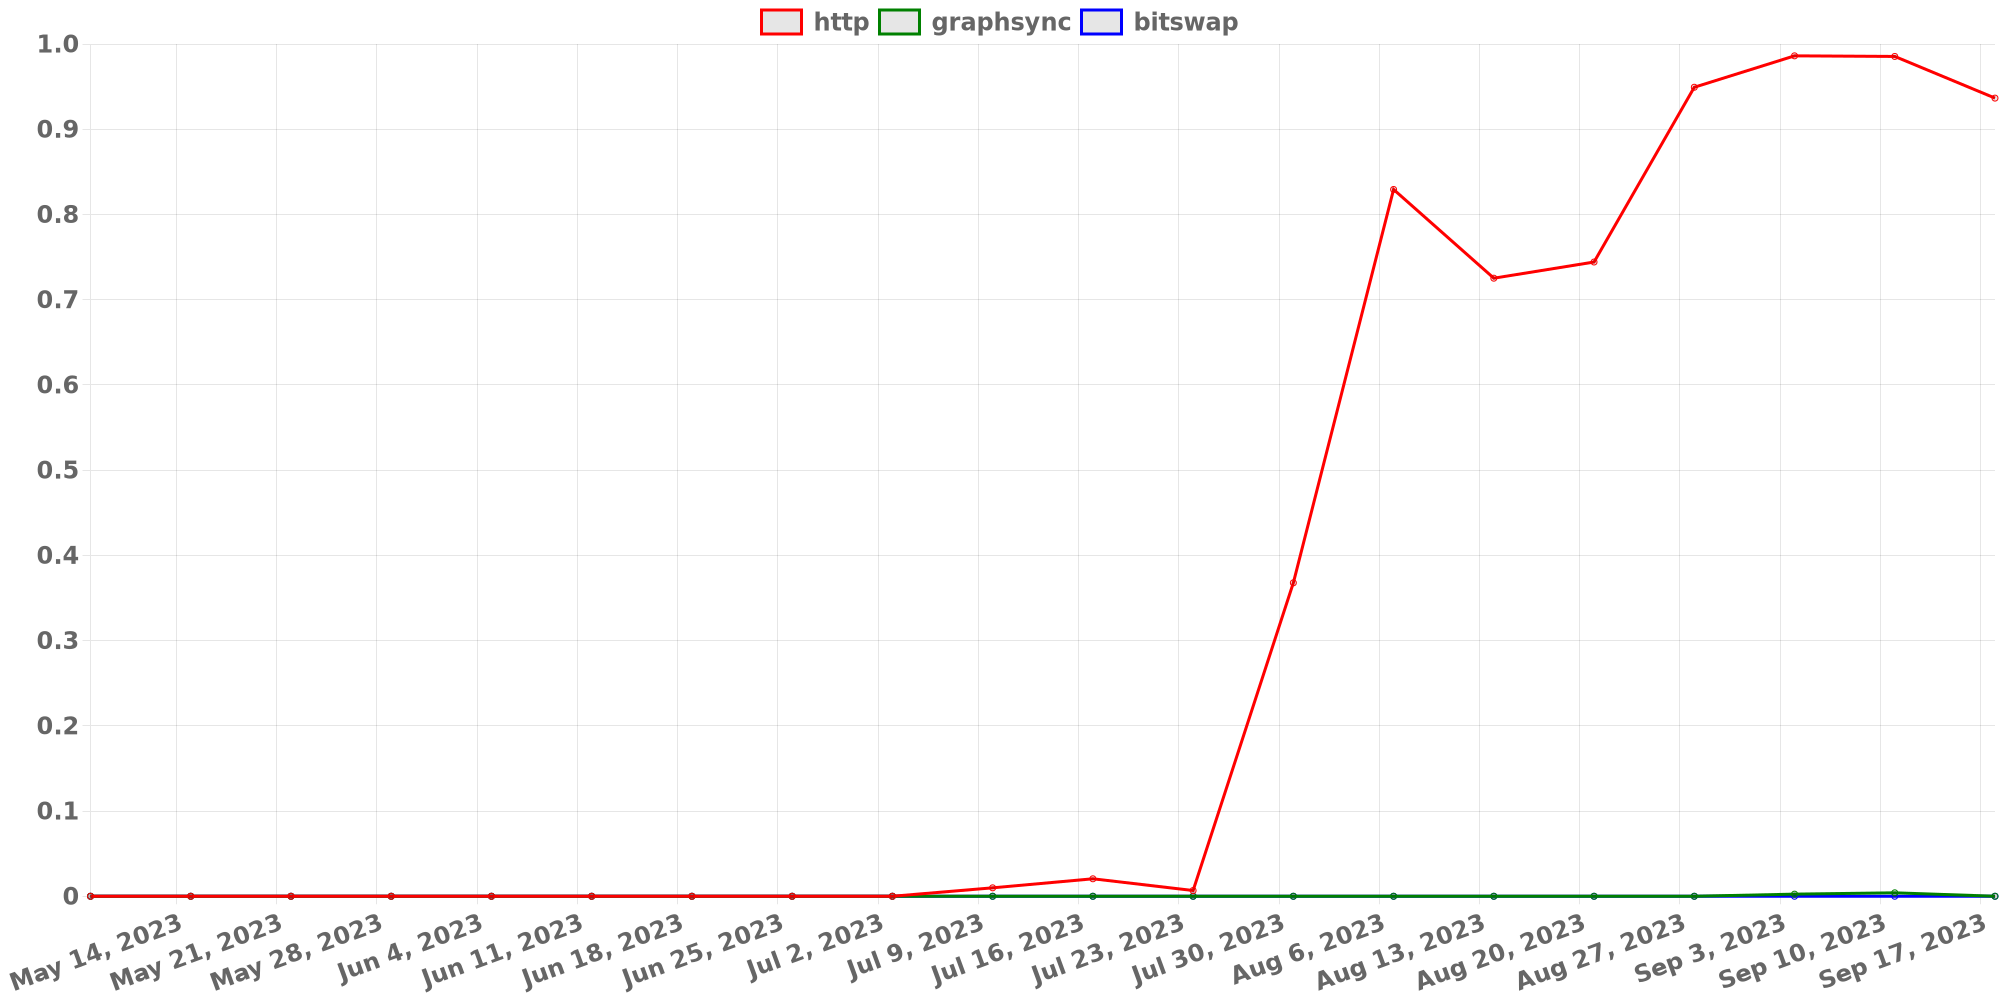 http graphsync bitswap
1.0
0.9
0.8
0.7
0.6
0.5
0.4
0.3
0.2
0.1
0
May 14, 2023
May 21, 2023
May 28, 2023
Jun 4, 2023
Jun 11, 2023
Jun 18, 2023
Jun 25, 2023
Jul 2, 2023
Jul 9, 2023
Jul 16, 2023
Jul 23, 2023
Jul 30, 2023
Aug 6, 2023
Aug 13, 2023
Aug 20, 2023
Aug 27, 2023
Sep 3, 2023
Sep 10, 2023
Sep 17, 2023